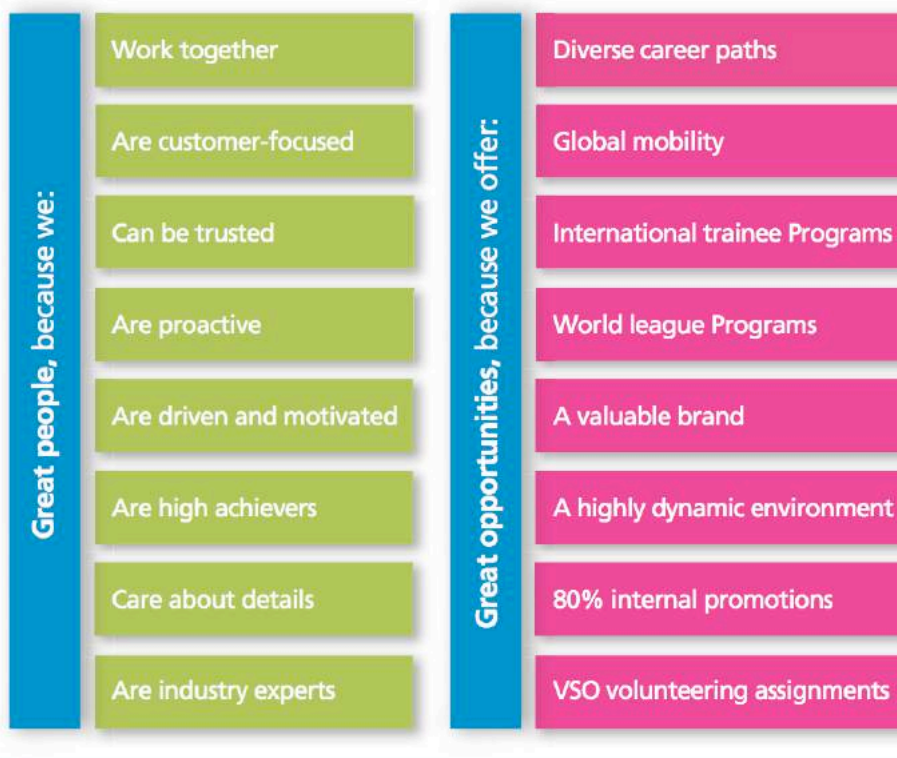 Great people, because we:
Work together
Are customer-focused
Can be trusted
Are proactive
Are driven and motivated
Are high achievers
Care about details
Are industry experts
Great opportunities, because we offer:
Diverse career paths
Global mobility
International trainee Programs
World league Programs
A valuable brand
A highly dynamic environment
80% internal promotions
VSO volunteering assignments